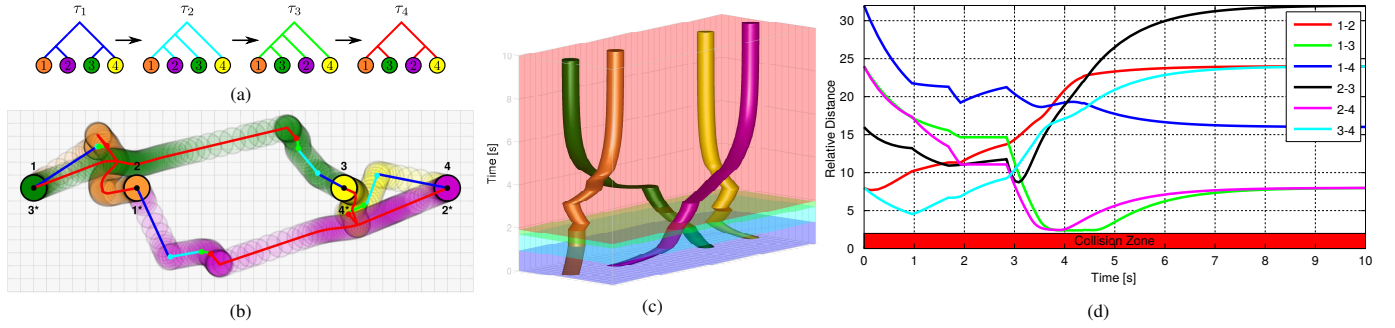 τ1 τ2 τ3 τ4
1 2 3 4 1 2 3 4 1 2 3 4 1 3 2 4
(a)
1 2 3 4
3* 1* 4* 2*
(b)
Time [s]
10
8
6
4
2
0
(c)
Relative Distance
30
25
20
15
10
5
0
1-2
1-3
1-4
2-3
2-4
3-4
Collision Zone
0 1 2 3 4 5 6 7 8 9 10
Time [s]
(d)